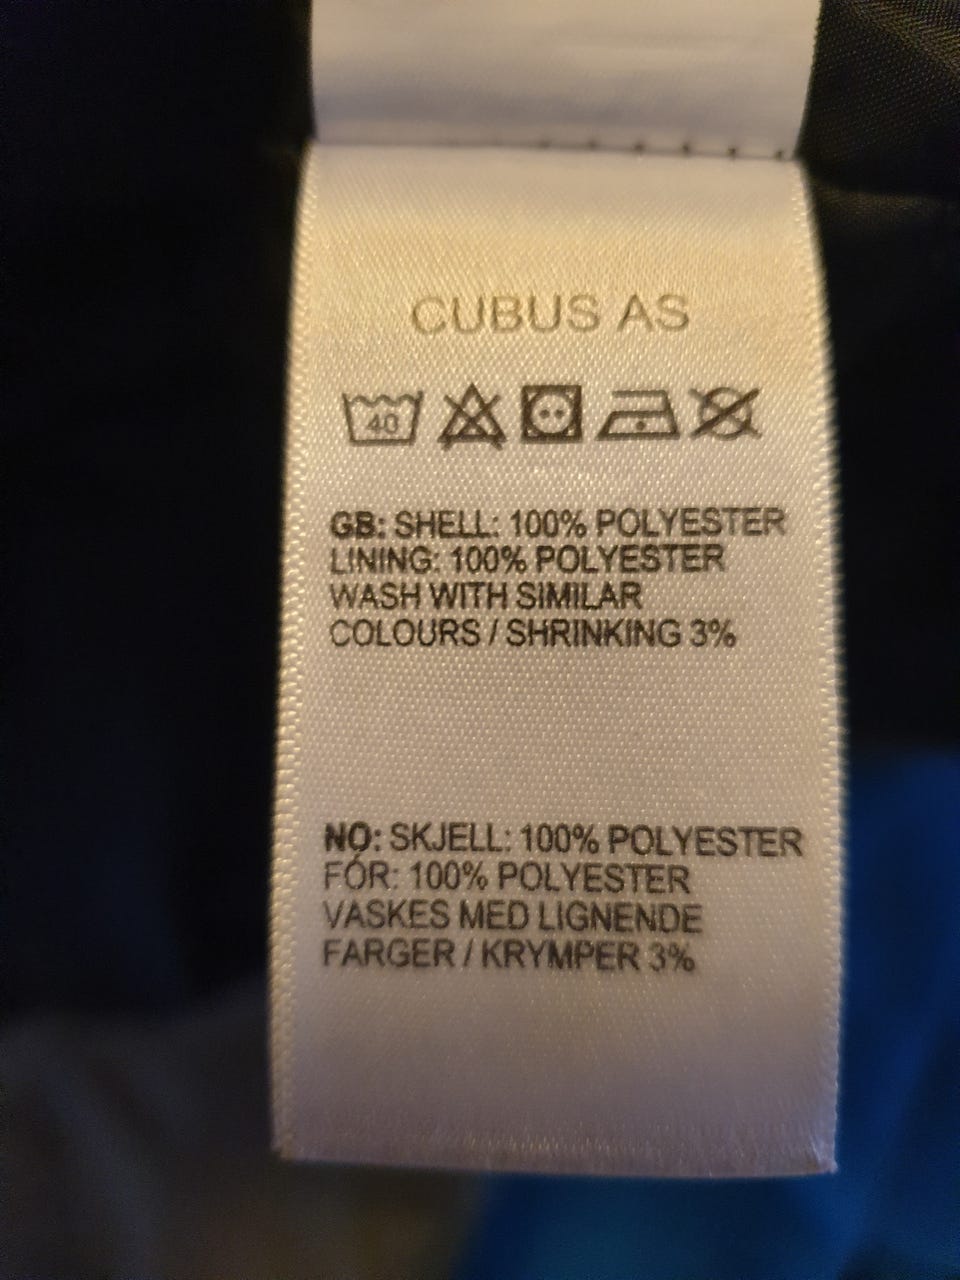 CUBUS AS
40
GB: SHELL: 100% POLYESTER
LINING: 100% POLYESTER
WASH WITH SIMILAR
COLOURS / SHRINKING 3%
NO: SKJELL: 100% POLYESTER
FÓR: 100% POLYESTER
VASKES MED LIGNENDE
FARGER / KRYMPER 3%